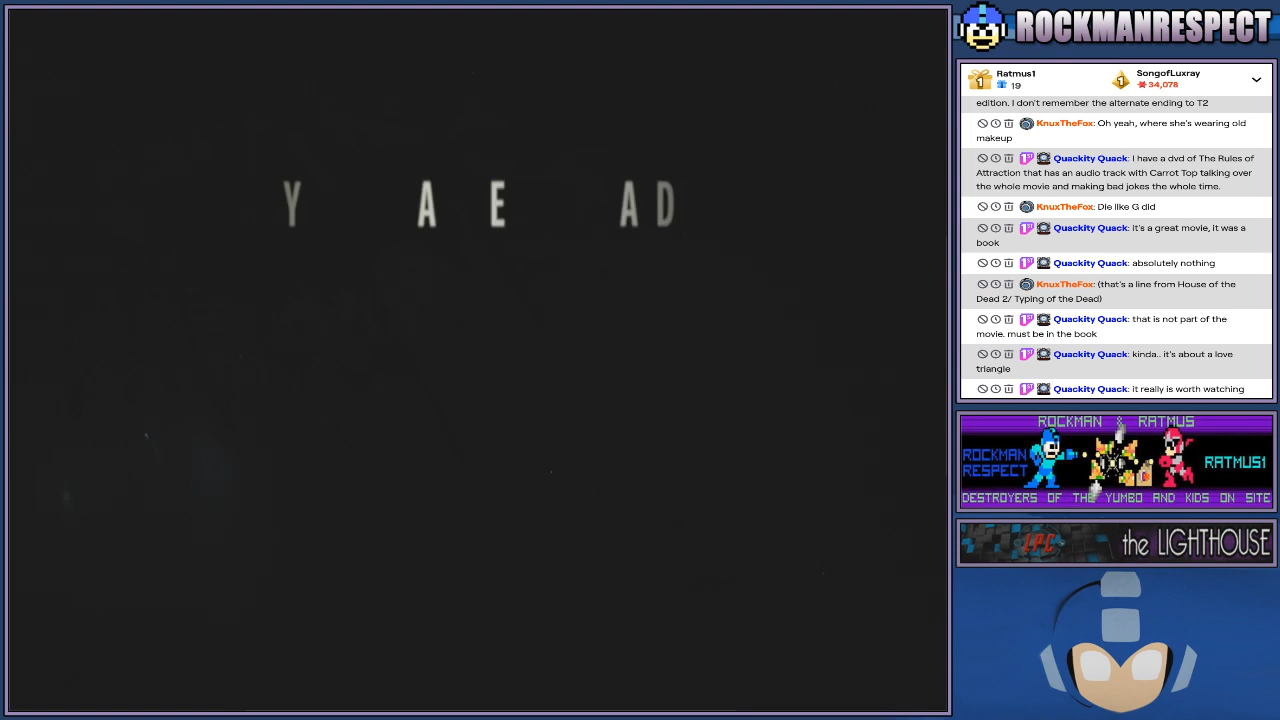 Y A E AD
ROCKMANRESPECT
Ratmus1
19
SongofLuxray
34,078
edition. I don't remember the alternate ending to T2
KnuxTheFox: Oh yeah, where she's wearing old
makeup
Quackity Quack: I have a dvd of The Rules of
Attraction that has an audio track with Carrot Top talking over
the whole movie and making bad jokes the whole time.
KnuxTheFox: Die like G did
Quackity Quack: it's a great movie, it was a
book
Quackity Quack: absolutely nothing
KnuxTheFox: (that's a line from House of the
Dead 2/ Typing of the Dead)
Quackity Quack: that is not part of the
movie. must be in the book
Quackity Quack: kinda.. it's about a love
triangle
Quackity Quack: it really is worth watching
ROCKMAN & RATMUS
ROCKMAN
RESPECT
RATMUS1
DESTROYERS OF THE YUMBO AND KIDS ON SITE
LPC the LIGHTHOUSE